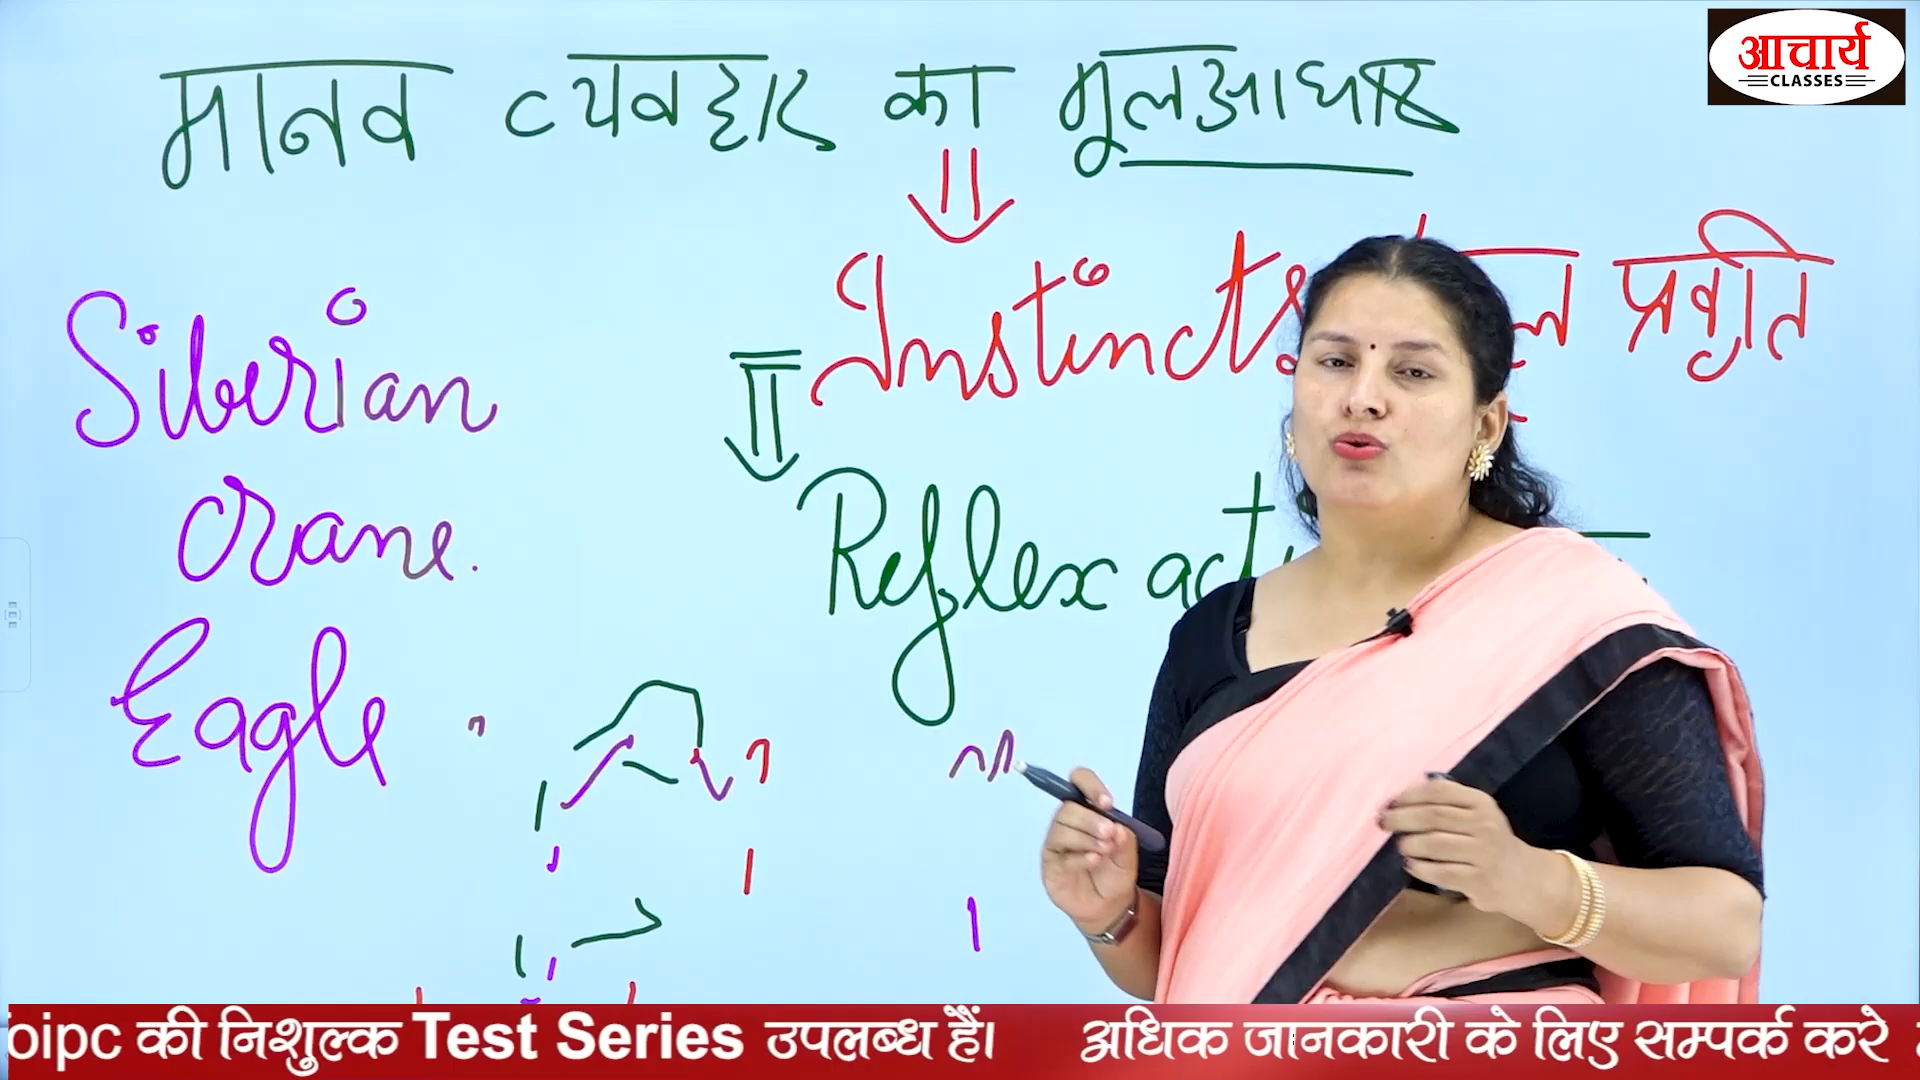 आचार्य
CLASSES
मानव व्यवहार का मूलआधार
Instincts मूल प्रवृति
Siberian
Reflex act
crane.
Eagle
oipc की निशुल्क Test Series उपलब्ध हैं। अधिक जानकारी के लिए सम्पर्क करे